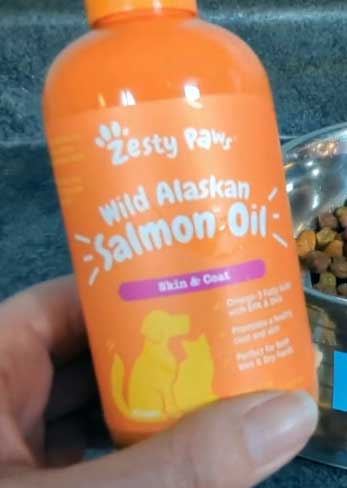 Zesty Paws
Wild Alaskan
Salmon Oil
Skin & Coat
Omega-3 Fatty Acids
with EPA & DHA
Promotes a healthy
coat and skin
Perfect for Both
Wet & Dry Foods